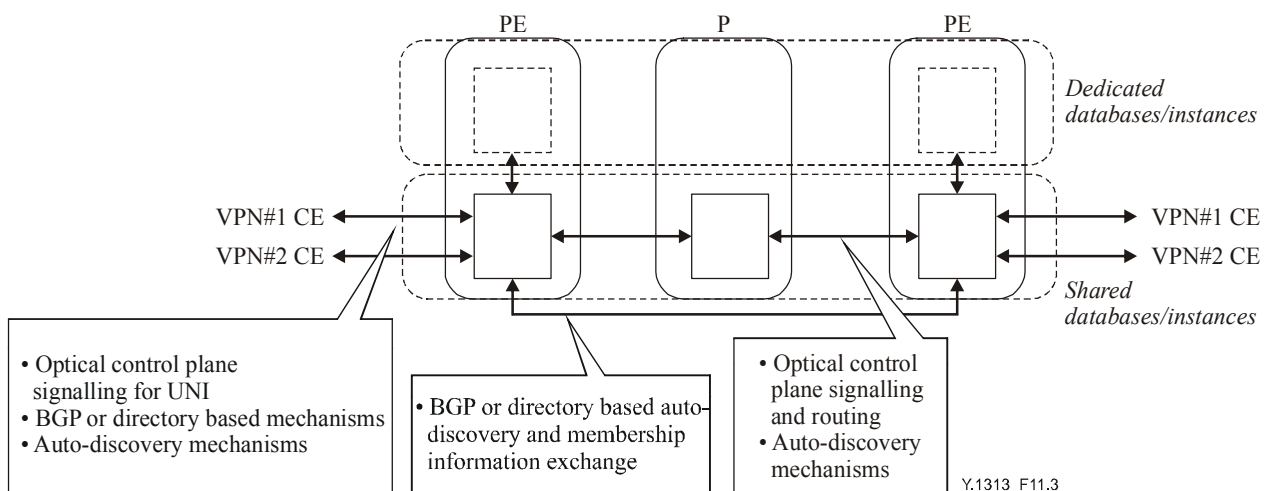 PE
P
PE
Dedicated
databases/instances
VPN#1 CE
VPN#2 CE
VPN#1 CE
VPN#2 CE
Shared
databases/instances
• Optical control plane
signalling for UNI
• BGP or directory based mechanisms
• Auto-discovery mechanisms
• BGP or directory based auto-
discovery and membership
information exchange
• Optical control
plane signalling
and routing
• Auto-discovery
mechanisms
Y.1313_F11.3